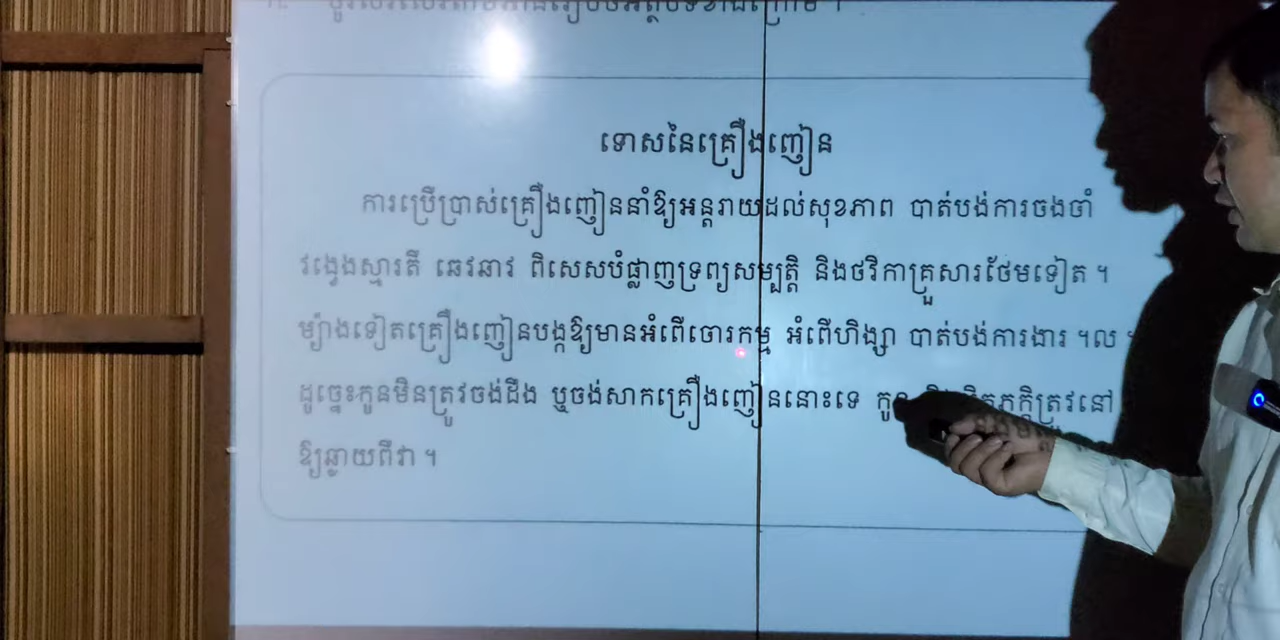 ទោសនៃគ្រឿងញៀន
ការប្រើប្រាស់គ្រឿងញៀននាំឱ្យអន្តរាយដល់សុខភាព បាត់បង់ការចងចាំ
វង្វេងស្មារតី ឆេវឆាវ ពិសេសបំផ្លាញទ្រព្យសម្បត្តិ និងថវិកាគ្រួសារថែមទៀត ។
ម្យ៉ាងទៀតគ្រឿងញៀនបង្កឱ្យមានអំពើចោរកម្ម អំពើហិង្សា បាត់បង់ការងារ ។ល។
ដូច្នេះកូនមិនត្រូវចង់ដឹង ឬចង់សាកគ្រឿងញៀននោះទេ ត្រូវនៅ
ឱ្យឆ្ងាយពីវា ។